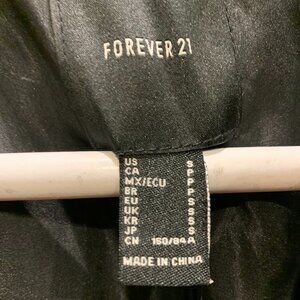 FOREVER 21
US S
CA P
MX/ECU P
BR P
EU S
UK S
KR S
JP S
CN 160/84A
MADE IN CHINA